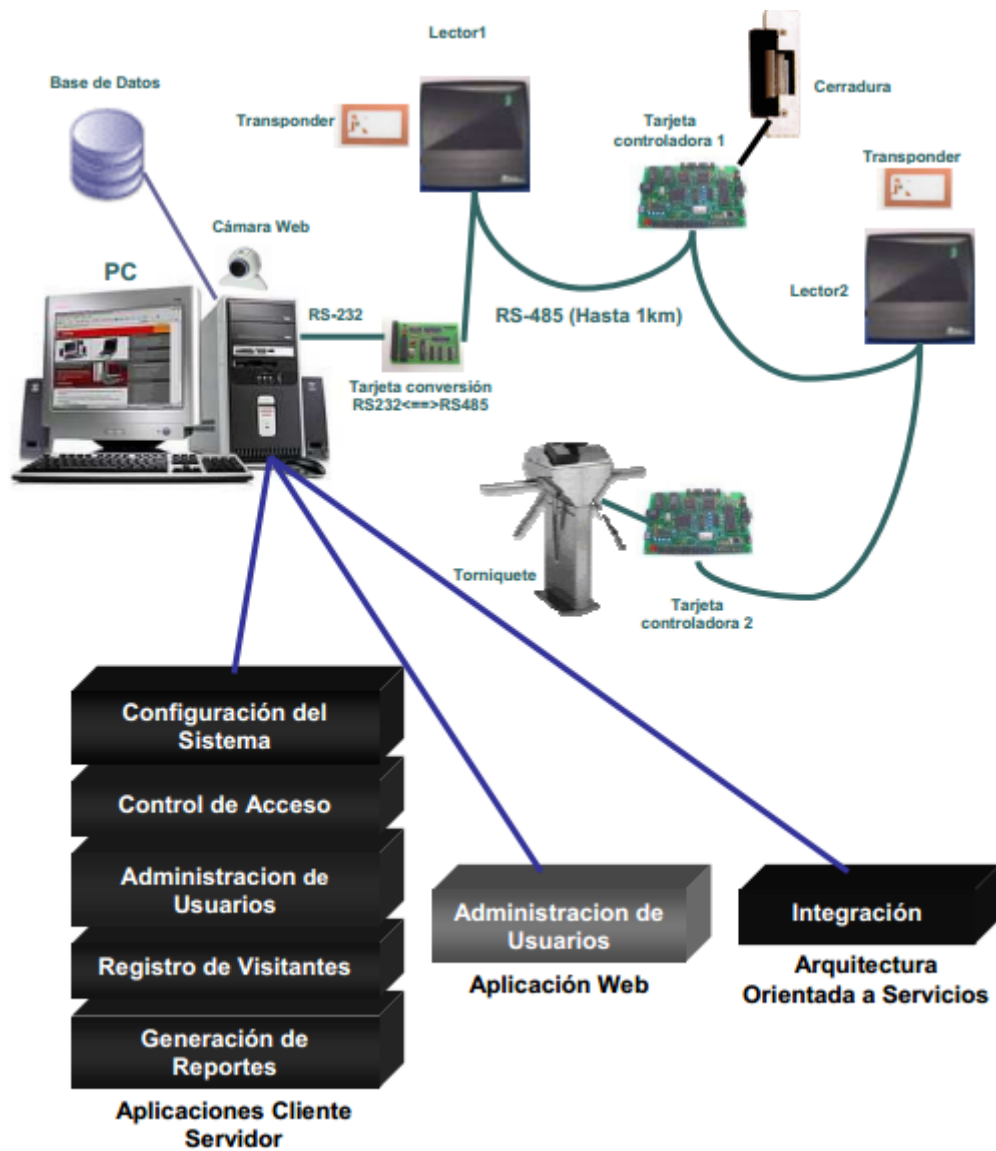 Lector1
Base de Datos
Cerradura
Transponder
Tarjeta
controladora 1
Transponder
Cámara Web
PC
Lector2
RS-232
RS-485 (Hasta 1km)
Tarjeta conversión
RS232<==>RS485
Torniquete
Tarjeta
controladora 2
Configuración del
Sistema
Control de Acceso
Administracion de
Usuarios
Registro de Visitantes
Generación de
Reportes
Aplicaciones Cliente
Servidor
Administracion de
Usuarios
Aplicación Web
Integración
Arquitectura
Orientada a Servicios